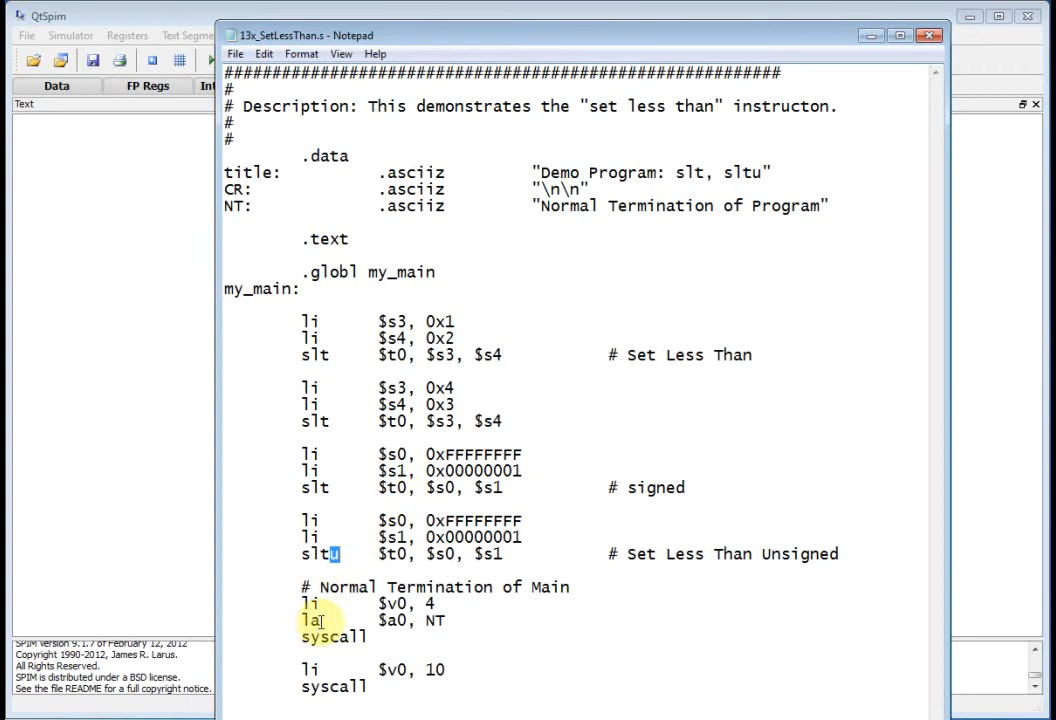 QtSpim
File Simulator Registers Text Segme
Data FP Regs Int
Text
13x_SetLessThan.s - Notepad
File Edit Format View Help
##########################################################
#
# Description: This demonstrates the "set less than" instructon.
#
#
.data
title: .asciiz "Demo Program: slt, sltu"
CR: .asciiz "\n\n"
NT: .asciiz "Normal Termination of Program"
.text
.globl my_main
my_main:
li $s3, 0x1
li $s4, 0x2
slt $t0, $s3, $s4 # Set Less Than
li $s3, 0x4
li $s4, 0x3
slt $t0, $s3, $s4
li $s0, 0xFFFFFFFF
li $s1, 0x00000001
slt $t0, $s0, $s1 # signed
li $s0, 0xFFFFFFFF
li $s1, 0x00000001
sltu $t0, $s0, $s1 # Set Less Than Unsigned
# Normal Termination of Main
li $v0, 4
la $a0, NT
syscall
li $v0, 10
syscall
SPIM Version 9.1.7 of February 12, 2012
Copyright 1990-2012, James R. Larus.
All Rights Reserved.
SPIM is distributed under a BSD license.
See the file README for a full copyright notice.